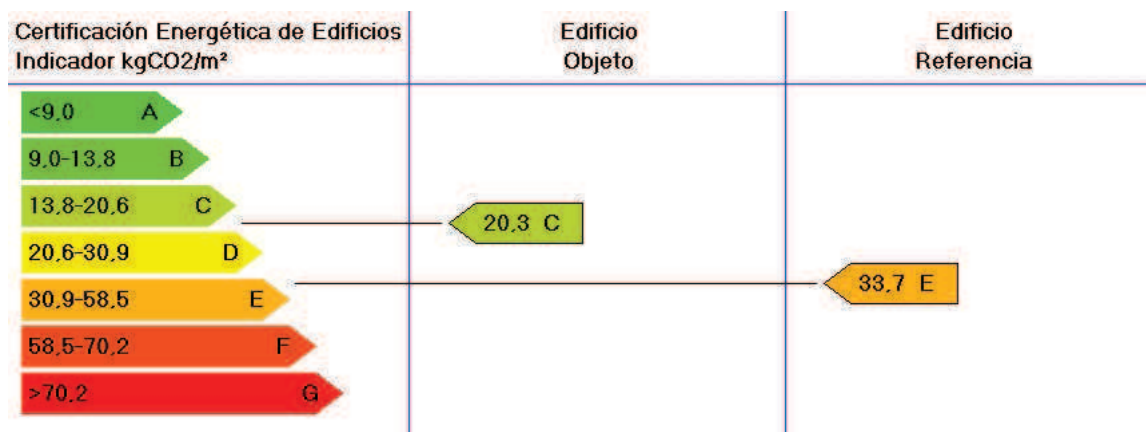 Certificación Energética de Edificios
Indicador kgCO2/m²
Edificio
Objeto
Edificio
Referencia
<9,0 A
9,0-13,8 B
13,8-20,6 C
20,3 C
20,6-30,9 D
30,9-58,5 E
33,7 E
58,5-70,2 F
>70,2 G